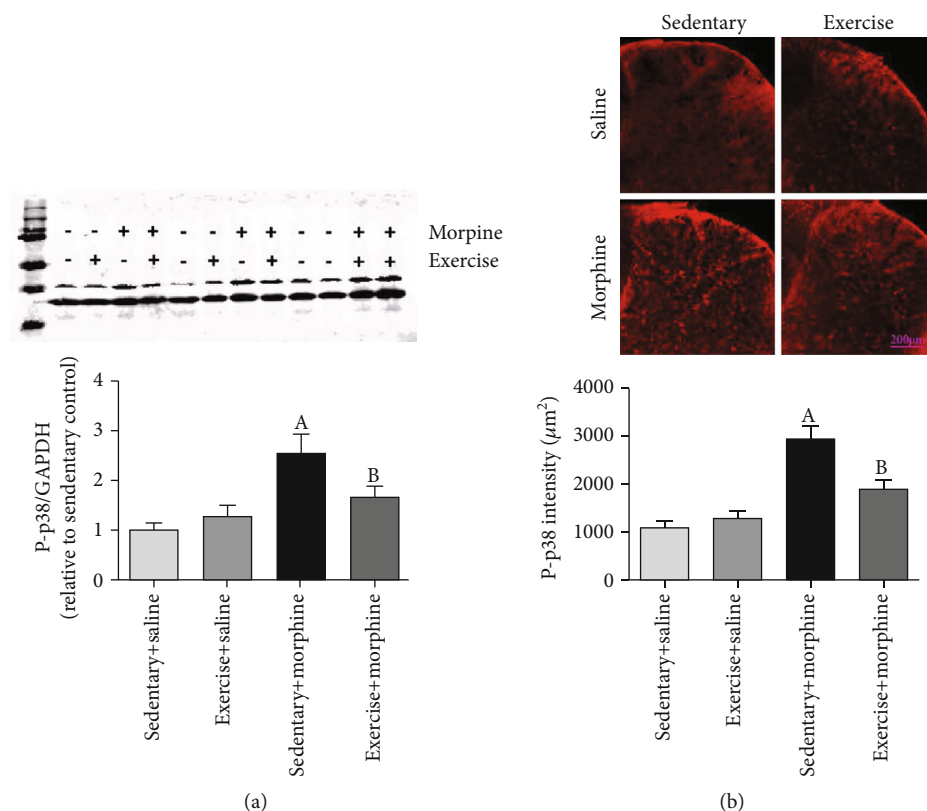 - - + + - - + + - - + + Morpine
- + - + - + - + - - + + Exercise
P-p38/GAPDH
(relative to sendentary control)
4
3
2
1
0
A
B
Sedentary+saline
Exercise+saline
Sedentary+morphine
Exercise+morphine
(a)
Sedentary Exercise
Saline
Morphine
200μm
P-p38 intensity (μm²)
4000
3000
2000
1000
0
A
B
Sedentary+saline
Exercise+saline
Sedentary+morphine
Exercise+morphine
(b)